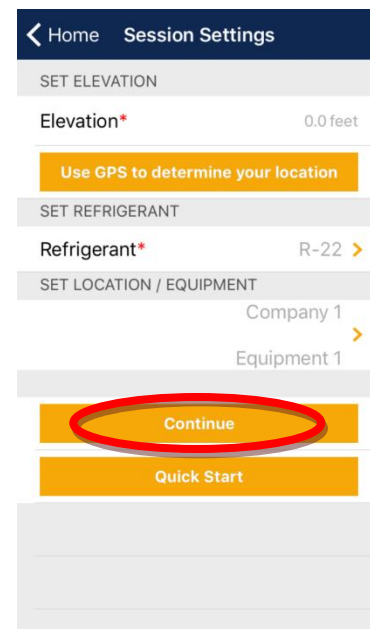 Home Session Settings
SET ELEVATION
Elevation* 0.0 feet
Use GPS to determine your location
SET REFRIGERANT
Refrigerant* R-22
SET LOCATION / EQUIPMENT
Company 1
Equipment 1
Continue
Quick Start